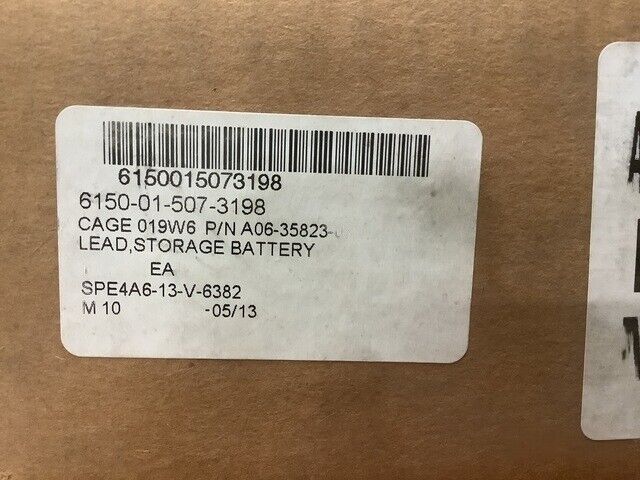 6150015073198
6150-01-507-3198
CAGE 019W6 P/N A06-35823-
LEAD,STORAGE BATTERY
EA
SPE4A6-13-V-6382
M 10 -05/13